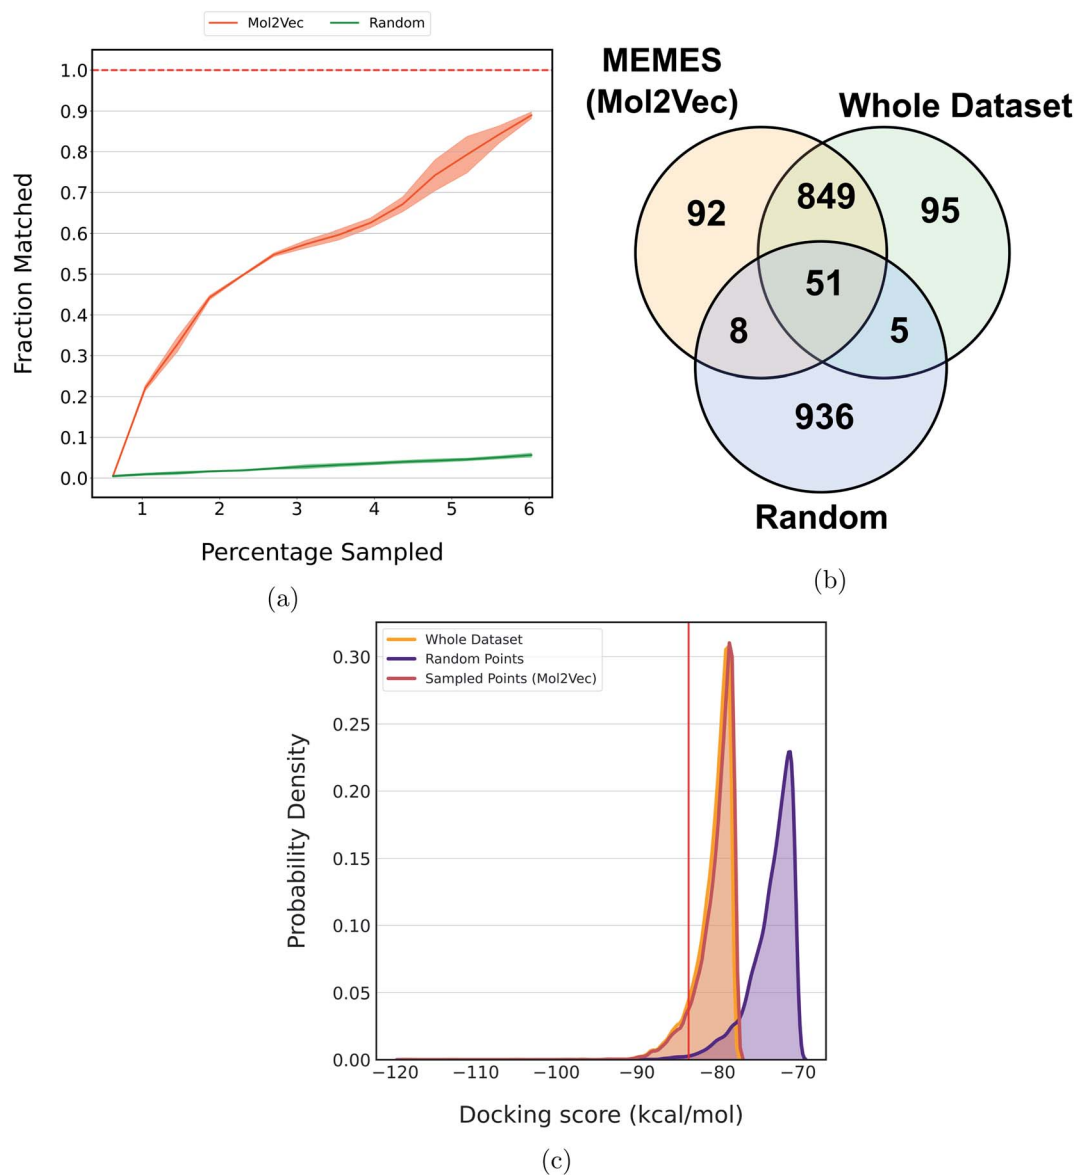 Mol2Vec Random
1.0
0.9
0.8
0.7
0.6
0.5
0.4
0.3
0.2
0.1
0.0
Fraction Matched
1 2 3 4 5 6
Percentage Sampled
(a)
MEMES
(Mol2Vec)
Whole Dataset
92 849 95
51
8 5
936
Random
(b)
Whole Dataset
Random Points
Sampled Points (Mol2Vec)
0.30
0.25
0.20
0.15
0.10
0.05
0.00
Probability Density
−120 −110 −100 −90 −80 −70
Docking score (kcal/mol)
(c)